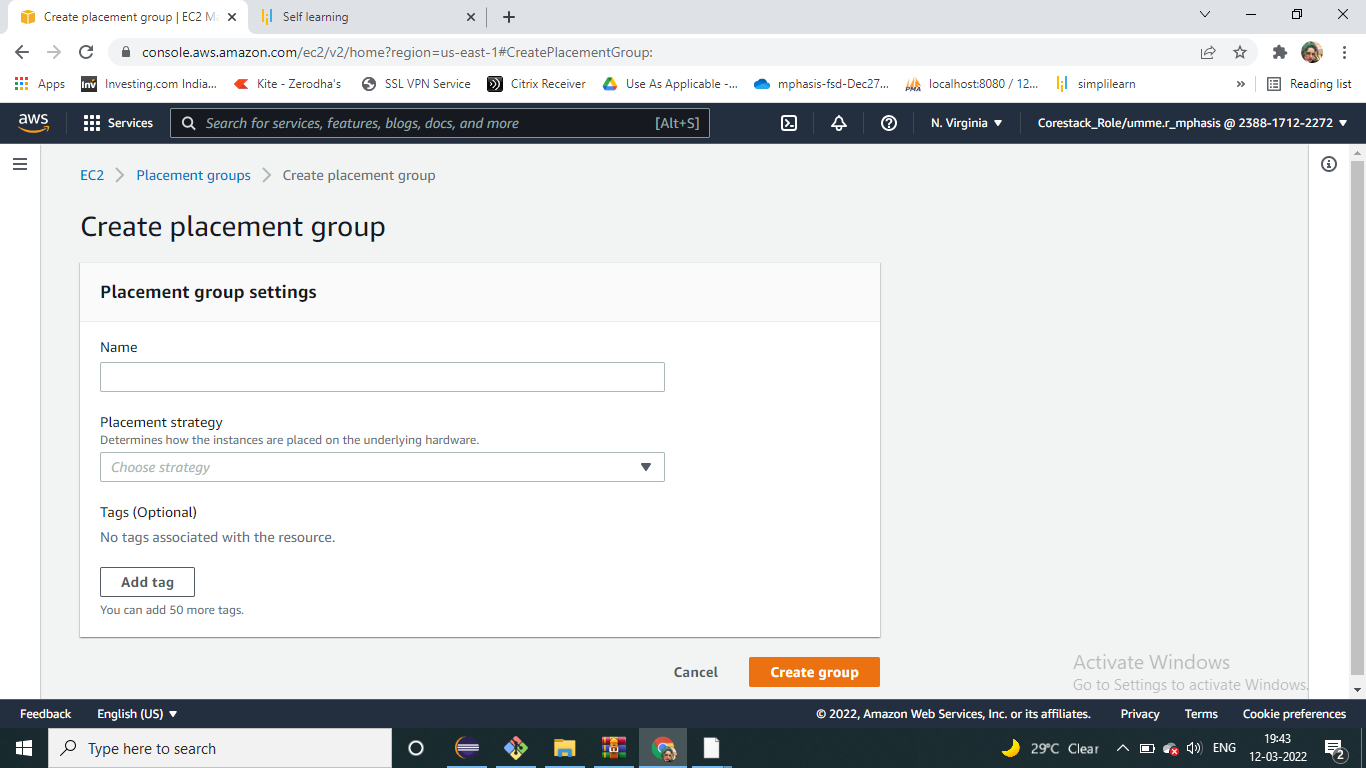 Create placement group | EC2 Ma
Self learning
console.aws.amazon.com/ec2/v2/home?region=us-east-1#CreatePlacementGroup:
Apps
Inv
Investing.com India...
Kite - Zerodha's
SSL VPN Service
Citrix Receiver
Use As Applicable -...
mphasis-fsd-Dec27...
localhost:8080 / 12...
simplilearn
»
Reading list
aws
Services
Search for services, features, blogs, docs, and more
[Alt+S]
N. Virginia
Corestack_Role/umme.r_mphasis @ 2388-1712-2272
EC2 > Placement groups > Create placement group
Create placement group
Placement group settings
Name
Placement strategy
Determines how the instances are placed on the underlying hardware.
Choose strategy
Tags (Optional)
No tags associated with the resource.
Add tag
You can add 50 more tags.
Cancel
Create group
Activate Windows
Go to Settings to activate Windows.
Feedback
English (US)
© 2022, Amazon Web Services, Inc. or its affiliates.
Privacy
Terms
Cookie preferences
Type here to search
29°C Clear
ENG
19:43
12-03-2022
2